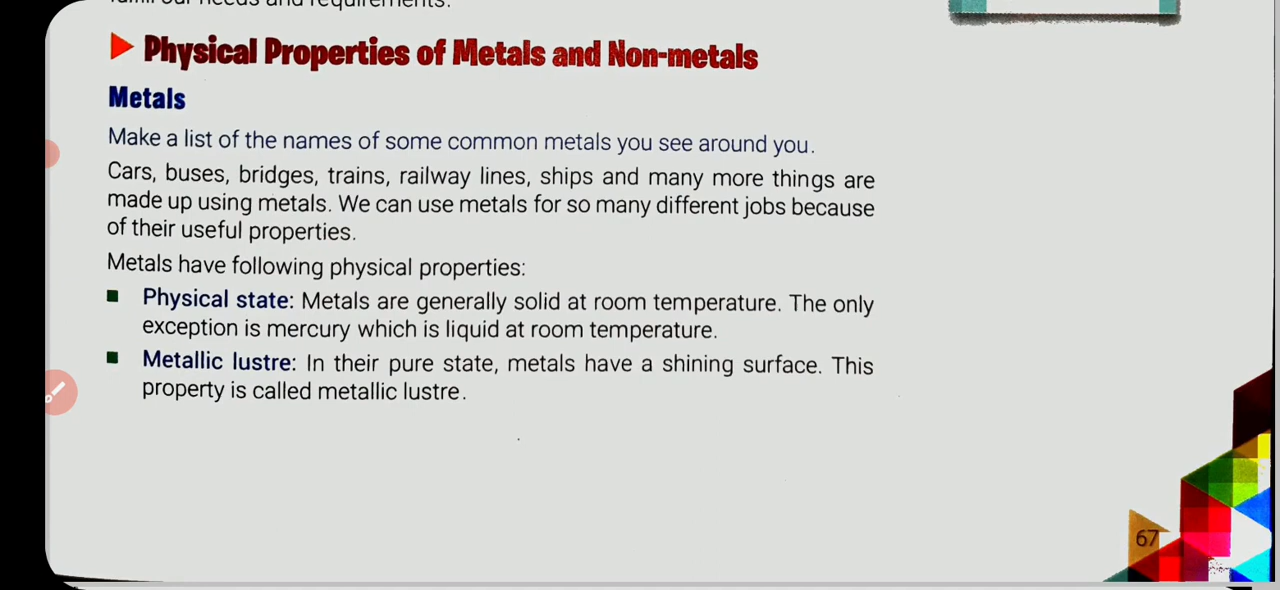 Physical Properties of Metals and Non-metals
Metals
Make a list of the names of some common metals you see around you.
Cars, buses, bridges, trains, railway lines, ships and many more things are
made up using metals. We can use metals for so many different jobs because
of their useful properties.
Metals have following physical properties:
Physical state: Metals are generally solid at room temperature. The only
exception is mercury which is liquid at room temperature.
Metallic lustre: In their pure state, metals have a shining surface. This
property is called metallic lustre.
67